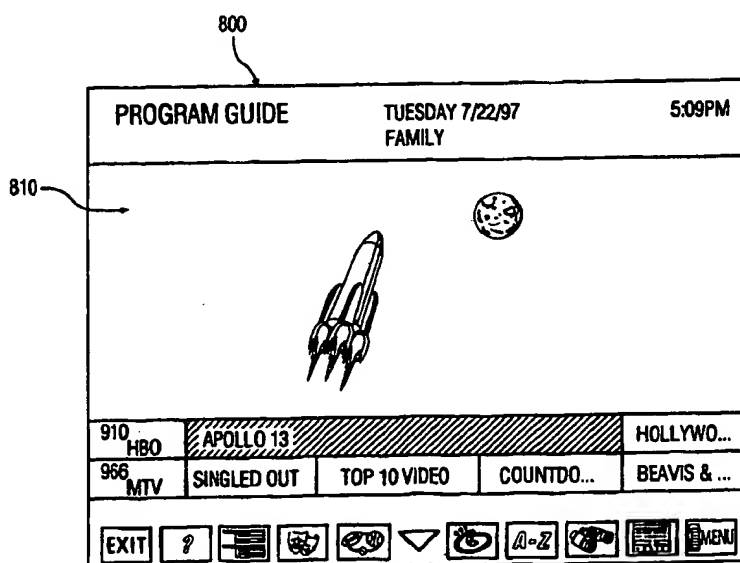 800
PROGRAM GUIDE TUESDAY 7/22/97 5:09PM
FAMILY
810
910 HBO APOLLO 13 HOLLYWO...
966 MTV SINGLED OUT TOP 10 VIDEO COUNTDO... BEAVIS & ...
EXIT ? A-Z MENU